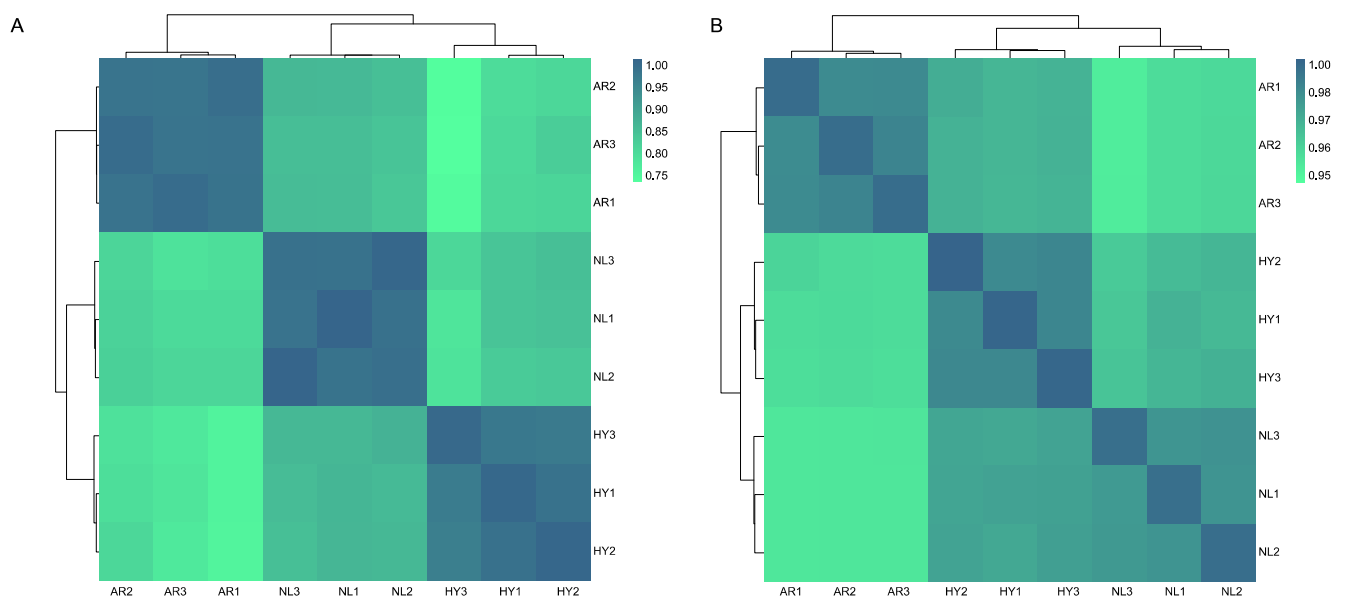 A
1.00
0.95
0.90
0.85
0.80
0.75
AR2
AR3
AR1
NL3
NL1
NL2
HY3
HY1
HY2
AR2 AR3 AR1 NL3 NL1 NL2 HY3 HY1 HY2
B
1.00
0.98
0.97
0.96
0.95
AR1
AR2
AR3
HY2
HY1
HY3
NL3
NL1
NL2
AR1 AR2 AR3 HY2 HY1 HY3 NL3 NL1 NL2